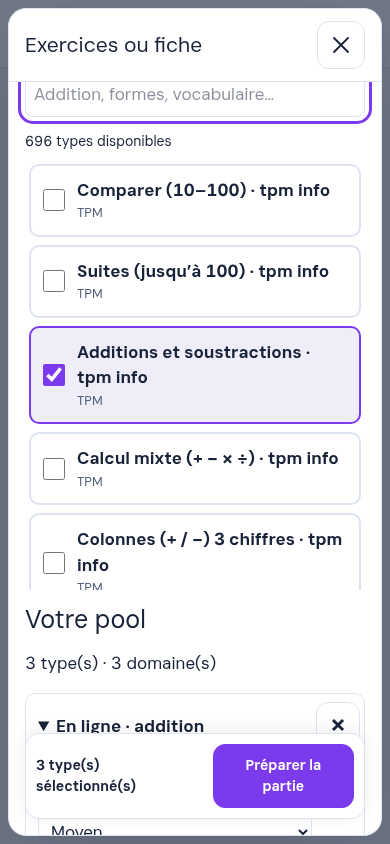 Exercices ou fiche
Addition, formes, vocabulaire...
696 types disponibles
Comparer (10–100) · tpm info
TPM
Suites (jusqu’à 100) · tpm info
TPM
Additions et soustractions ·
tpm info
TPM
Calcul mixte (+ − × ÷) · tpm info
TPM
Colonnes (+ / −) 3 chiffres · tpm
info
TPM
Votre pool
3 type(s) · 3 domaine(s)
▼ En ligne · addition
3 type(s)
sélectionné(s)
Préparer la
partie
Moyen